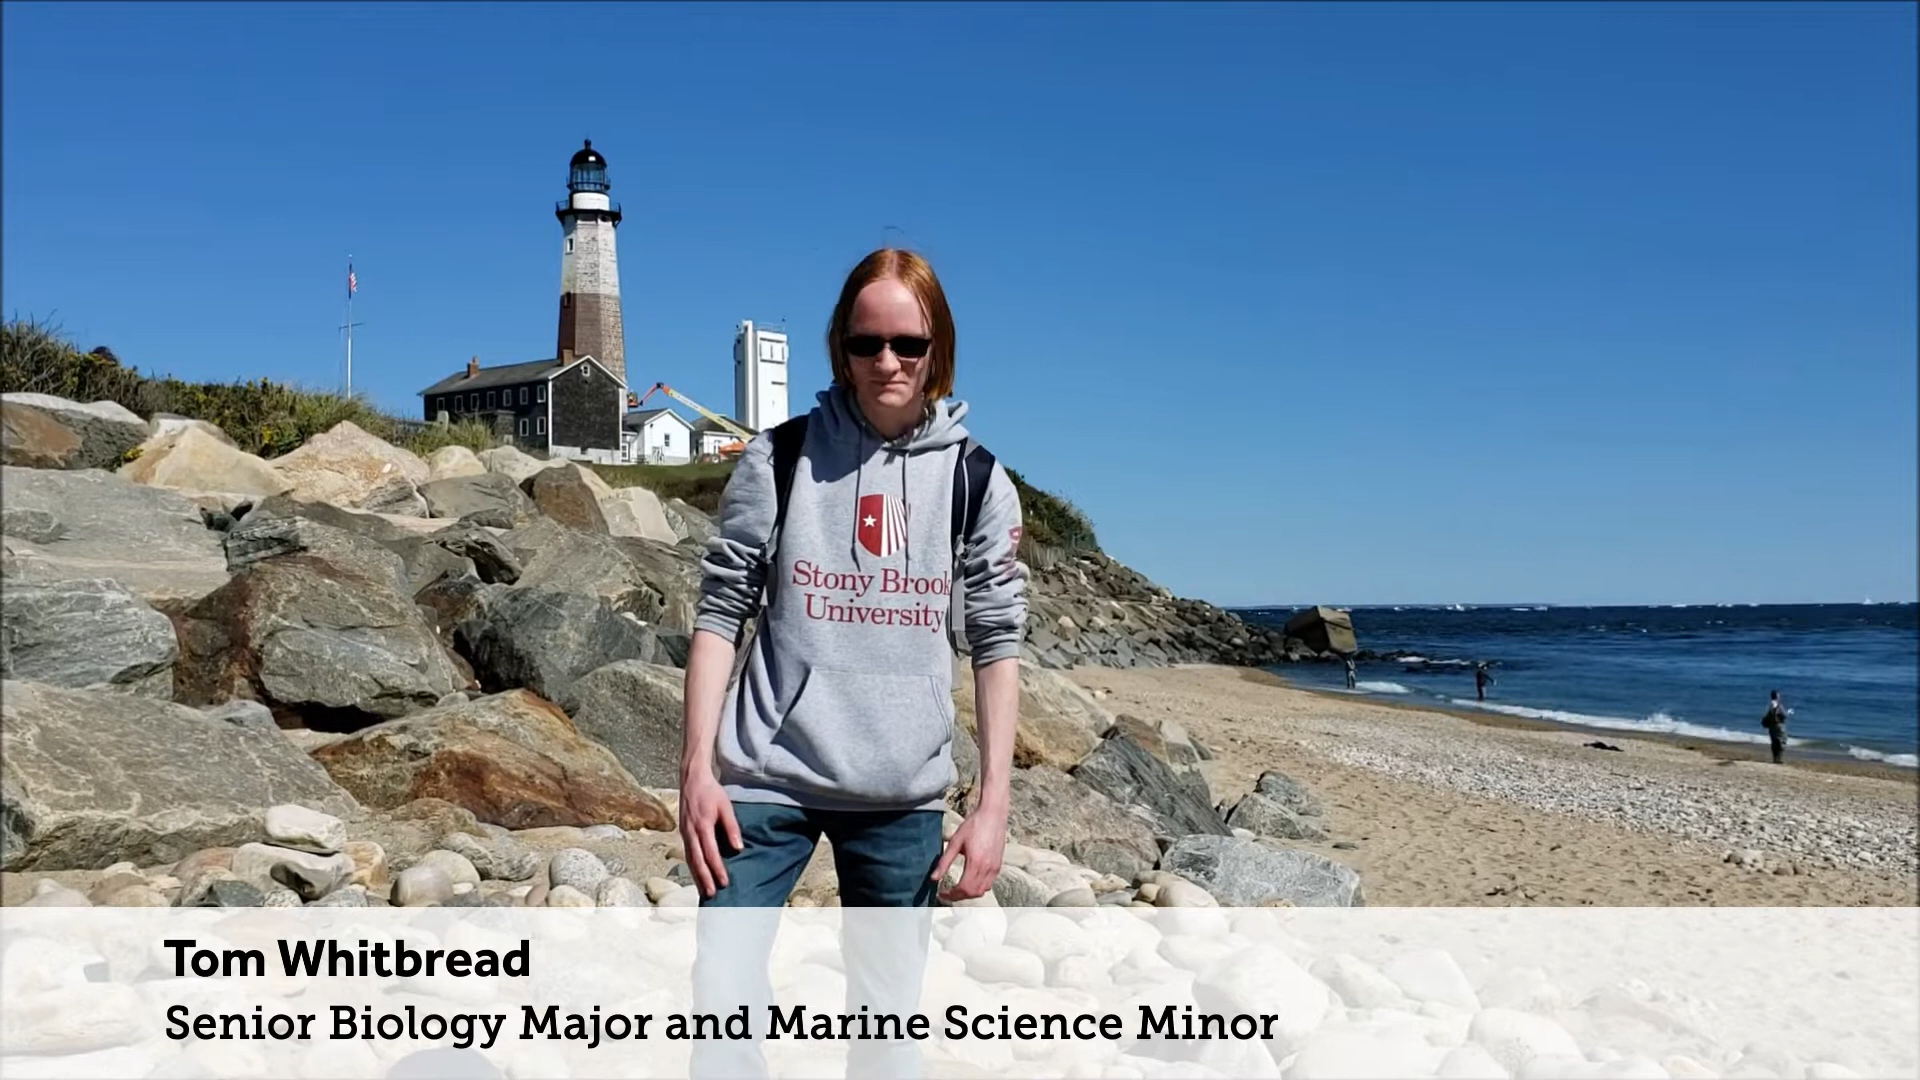 Stony Brook
University
Tom Whitbread
Senior Biology Major and Marine Science Minor